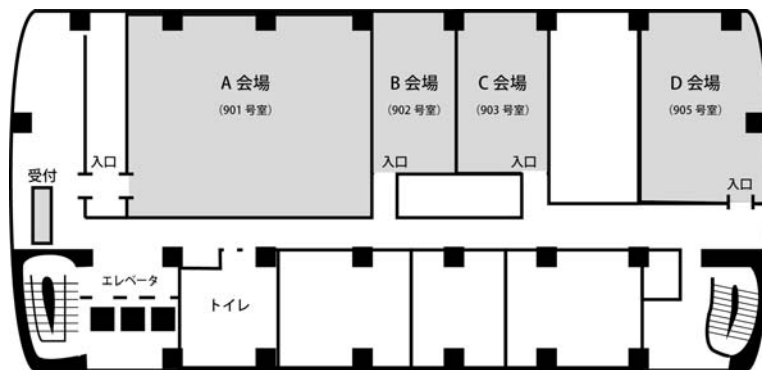 A 会場
（901 号室）
B 会場
（902 号室）
C 会場
（903 号室）
D 会場
（905 号室）
入口
入口
入口
入口
受付
エレベータ
トイレ